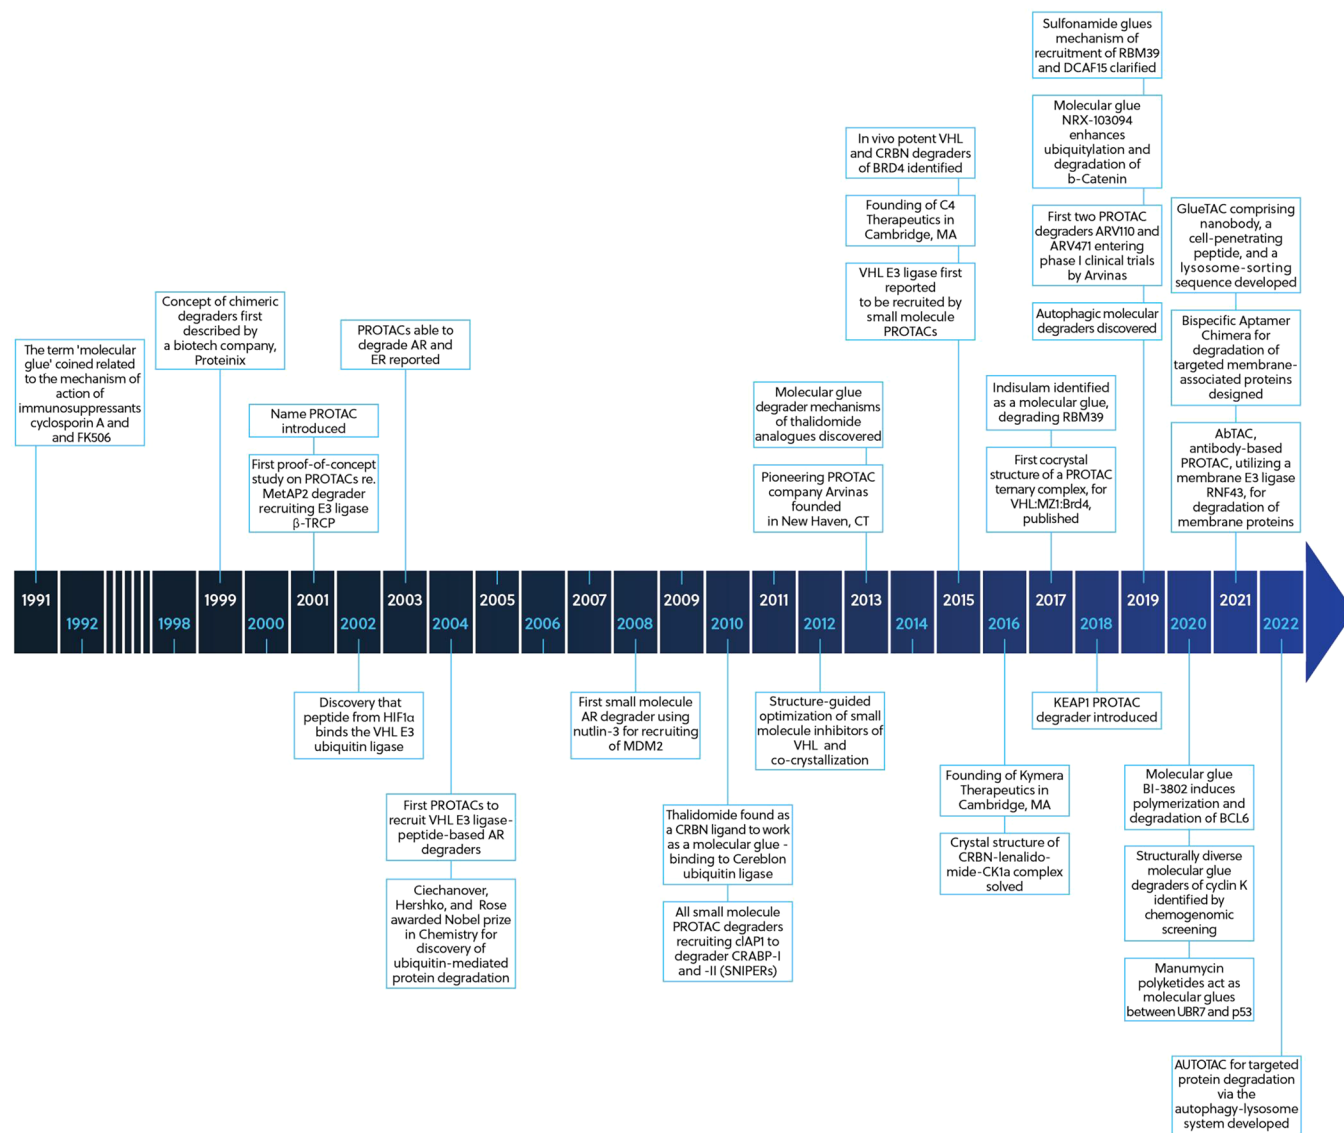 Sulfonamide glues
mechanism of
recruitment of RBM39
and DCAF15 clarified
Molecular glue
NRX-103094
enhances
ubiquitylation and
degradation of
b-Catenin
First two PROTAC
degraders ARV110 and
ARV471 entering
phase I clinical trials
by Arvinas
Autophagic molecular
degraders discovered
In vivo potent VHL
and CRBN degraders
of BRD4 identified
Founding of C4
Therapeutics in
Cambridge, MA
VHL E3 ligase first
reported
to be recruited by
small molecule
PROTACs
GlueTAC comprising
nanobody, a
cell-penetrating
peptide, and a
lysosome-sorting
sequence developed
Bispecific Aptamer
Chimera for
degradation of
targeted membrane-
associated proteins
designed
AbTAC,
antibody-based
PROTAC, utilizing a
membrane E3 ligase
RNF43, for
degradation of
membrane proteins
The term 'molecular
glue' coined related
to the mechanism of
action of
immunosuppressants
cyclosporin A and
and FK506
Concept of chimeric
degraders first
described by
a biotech company,
Proteinix
Name PROTAC
introduced
First proof-of-concept
study on PROTACs re.
MetAP2 degrader
recruiting E3 ligase
β-TRCP
PROTACs able to
degrade AR and
ER reported
Molecular glue
degrader mechanisms
of thalidomide
analogues discovered
Pioneering PROTAC
company Arvinas
founded
in New Haven, CT
Indisulam identified
as a molecular glue,
degrading RBM39
First cocrystal
structure of a PROTAC
ternary complex, for
VHL:MZ1:Brd4,
published
1991
1992
1998
1999
2000
2001
2002
2003
2004
2005
2006
2007
2008
2009
2010
2011
2012
2013
2014
2015
2016
2017
2018
2019
2020
2021
2022
Discovery that
peptide from HIF1α
binds the VHL E3
ubiquitin ligase
First PROTACs to
recruit VHL E3 ligase-
peptide-based AR
degraders
Ciechanover,
Hershko, and Rose
awarded Nobel prize
in Chemistry for
discovery of
ubiquitin-mediated
protein degradation
First small molecule
AR degrader using
nutlin-3 for recruiting
of MDM2
Thalidomide found as
a CRBN ligand to work
as a molecular glue -
binding to Cereblon
ubiquitin ligase
All small molecule
PROTAC degraders
recruiting cIAP1 to
degrader CRABP-I
and -II (SNIPERs)
Structure-guided
optimization of small
molecule inhibitors of
VHL and
co-crystallization
Founding of Kymera
Therapeutics in
Cambridge, MA
Crystal structure of
CRBN-lenalido-
mide-CK1a complex
solved
KEAP1 PROTAC
degrader introduced
Molecular glue
BI-3802 induces
polymerization and
degradation of BCL6
Structurally diverse
molecular glue
degraders of cyclin K
identified by
chemogenomic
screening
Manumycin
polyketides act as
molecular glues
between UBR7 and p53
AUTOTAC for targeted
protein degradation
via the
autophagy-lysosome
system developed